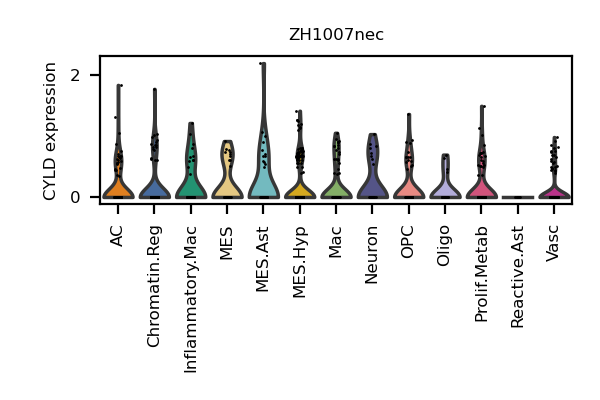 ZH1007nec
CYLD expression
2
0
AC
Chromatin.Reg
Inflammatory.Mac
MES
MES.Ast
MES.Hyp
Mac
Neuron
OPC
Oligo
Prolif.Metab
Reactive.Ast
Vasc